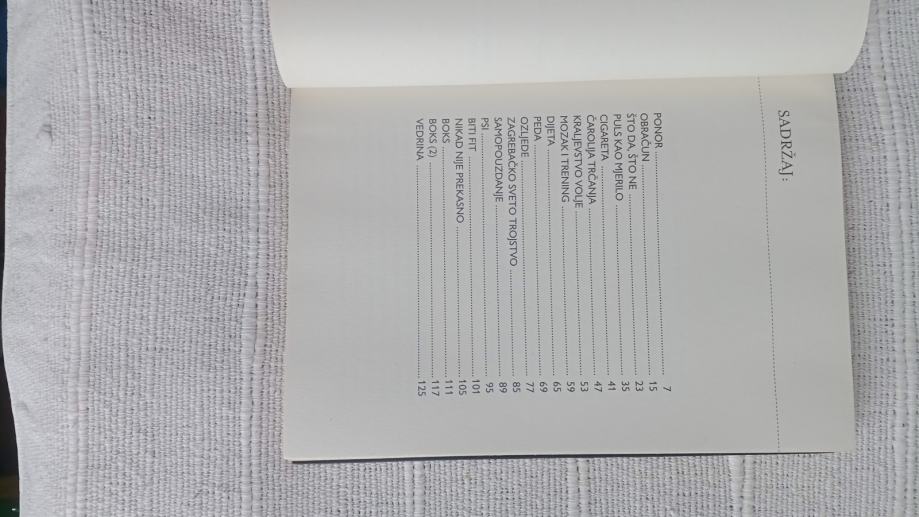 SADRŽAJ:
PONOR 7
OBRAČUN 15
ŠTO DA, ŠTO NE 23
PULS KAO MJERILO 35
CIGARETA 41
ČAROLIJA TRČANJA 47
KRALJEVSTVO VOLJE 53
MOZAK I TRENING 59
DIJETA 65
PEDA 69
OZLJEDE 77
ZAGREBAČKO SVETO TROJSTVO 85
SAMOPOUZDANJE 89
PSI 95
BITI FIT 101
NIKAD NIJE PREKASNO 105
BOKS 111
BOKS (2) 117
VEDRINA 125